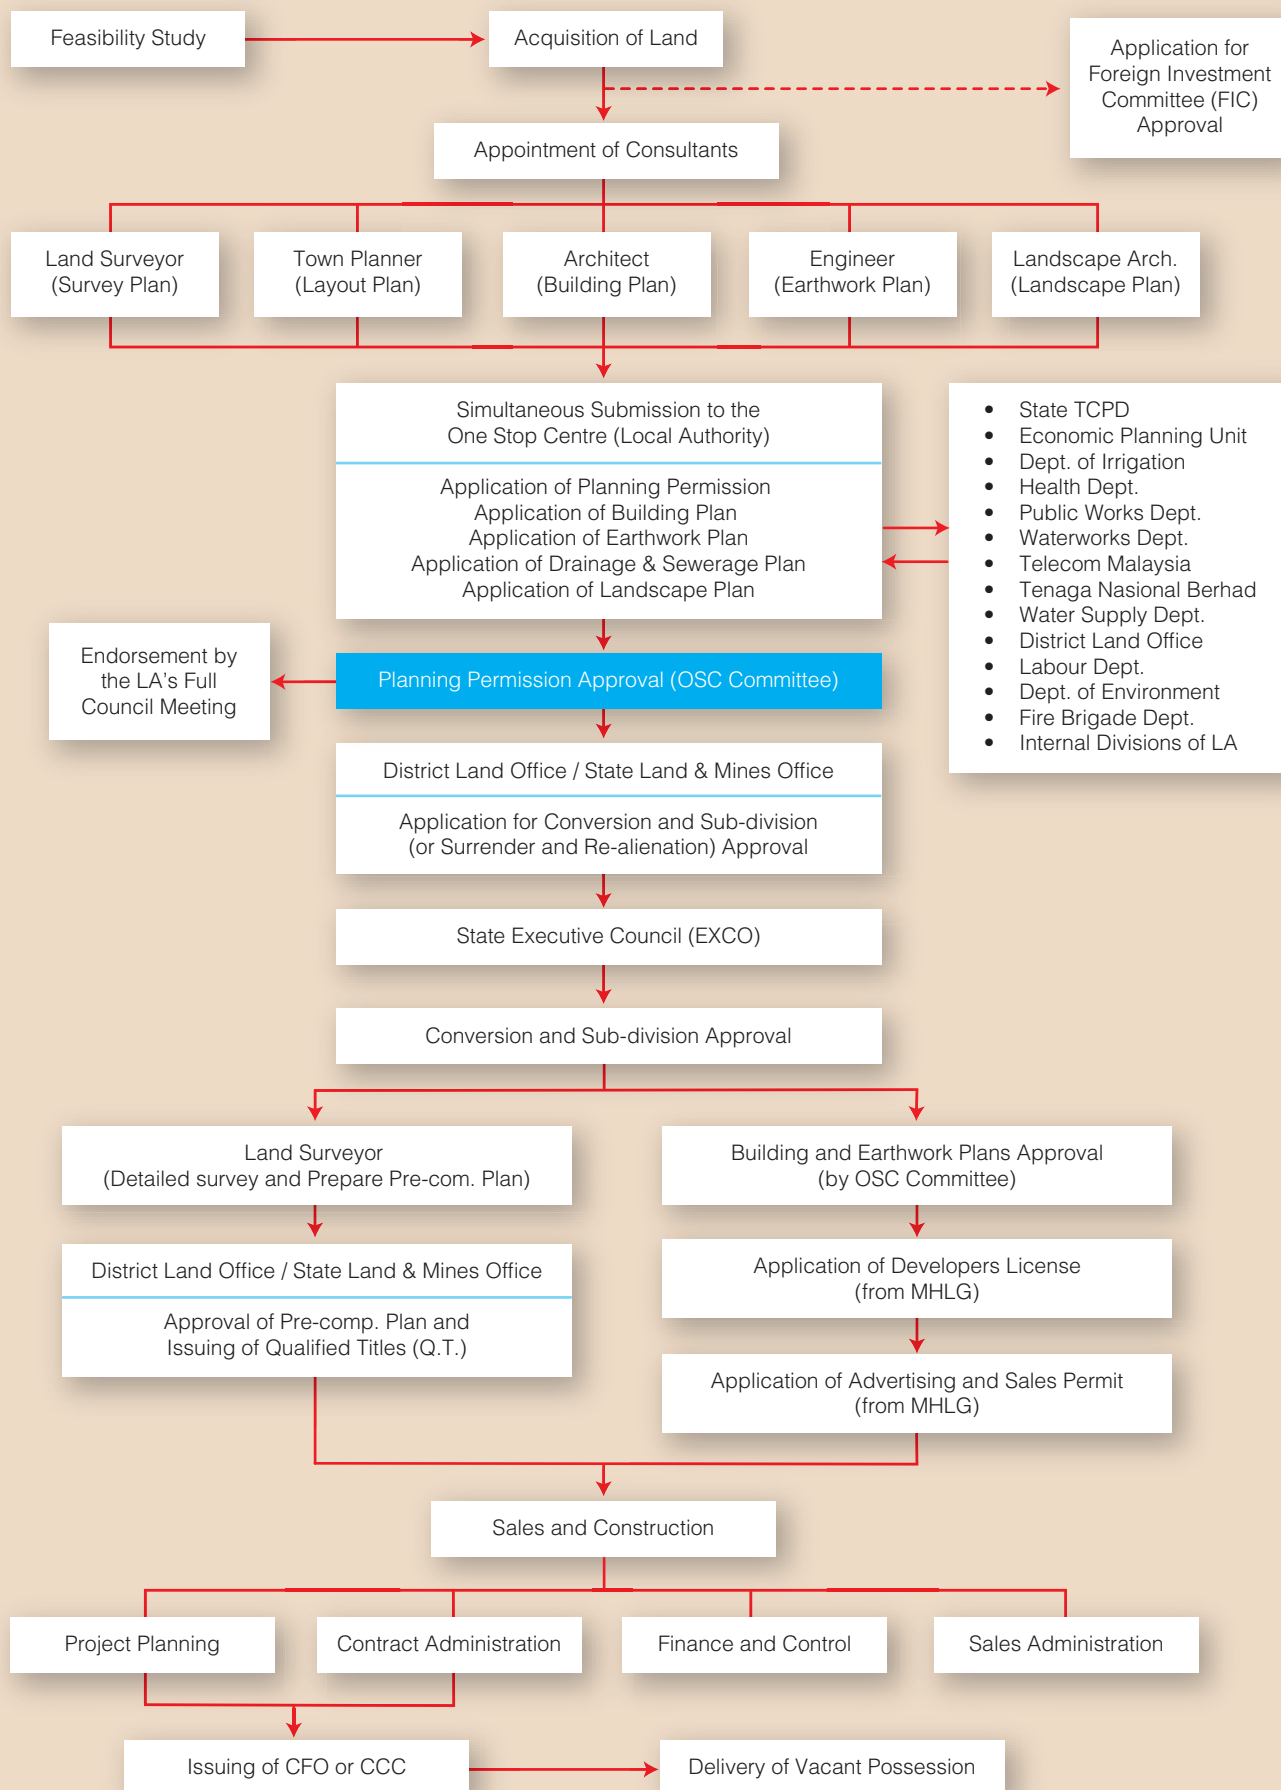 Feasibility Study
Acquisition of Land
Application for
Foreign Investment
Committee (FIC)
Approval
Appointment of Consultants
Land Surveyor
(Survey Plan)
Town Planner
(Layout Plan)
Architect
(Building Plan)
Engineer
(Earthwork Plan)
Landscape Arch.
(Landscape Plan)
Simultaneous Submission to the
One Stop Centre (Local Authority)
Application of Planning Permission
Application of Building Plan
Application of Earthwork Plan
Application of Drainage & Sewerage Plan
Application of Landscape Plan
• State TCPD
• Economic Planning Unit
• Dept. of Irrigation
• Health Dept.
• Public Works Dept.
• Waterworks Dept.
• Telecom Malaysia
• Tenaga Nasional Berhad
• Water Supply Dept.
• District Land Office
• Labour Dept.
• Dept. of Environment
• Fire Brigade Dept.
• Internal Divisions of LA
Endorsement by
the LA's Full
Council Meeting
Planning Permission Approval (OSC Committee)
District Land Office / State Land & Mines Office
Application for Conversion and Sub-division
(or Surrender and Re-alienation) Approval
State Executive Council (EXCO)
Conversion and Sub-division Approval
Land Surveyor
(Detailed survey and Prepare Pre-com. Plan)
Building and Earthwork Plans Approval
(by OSC Committee)
District Land Office / State Land & Mines Office
Approval of Pre-comp. Plan and
Issuing of Qualified Titles (Q.T.)
Application of Developers License
(from MHLG)
Application of Advertising and Sales Permit
(from MHLG)
Sales and Construction
Project Planning
Contract Administration
Finance and Control
Sales Administration
Issuing of CFO or CCC
Delivery of Vacant Possession